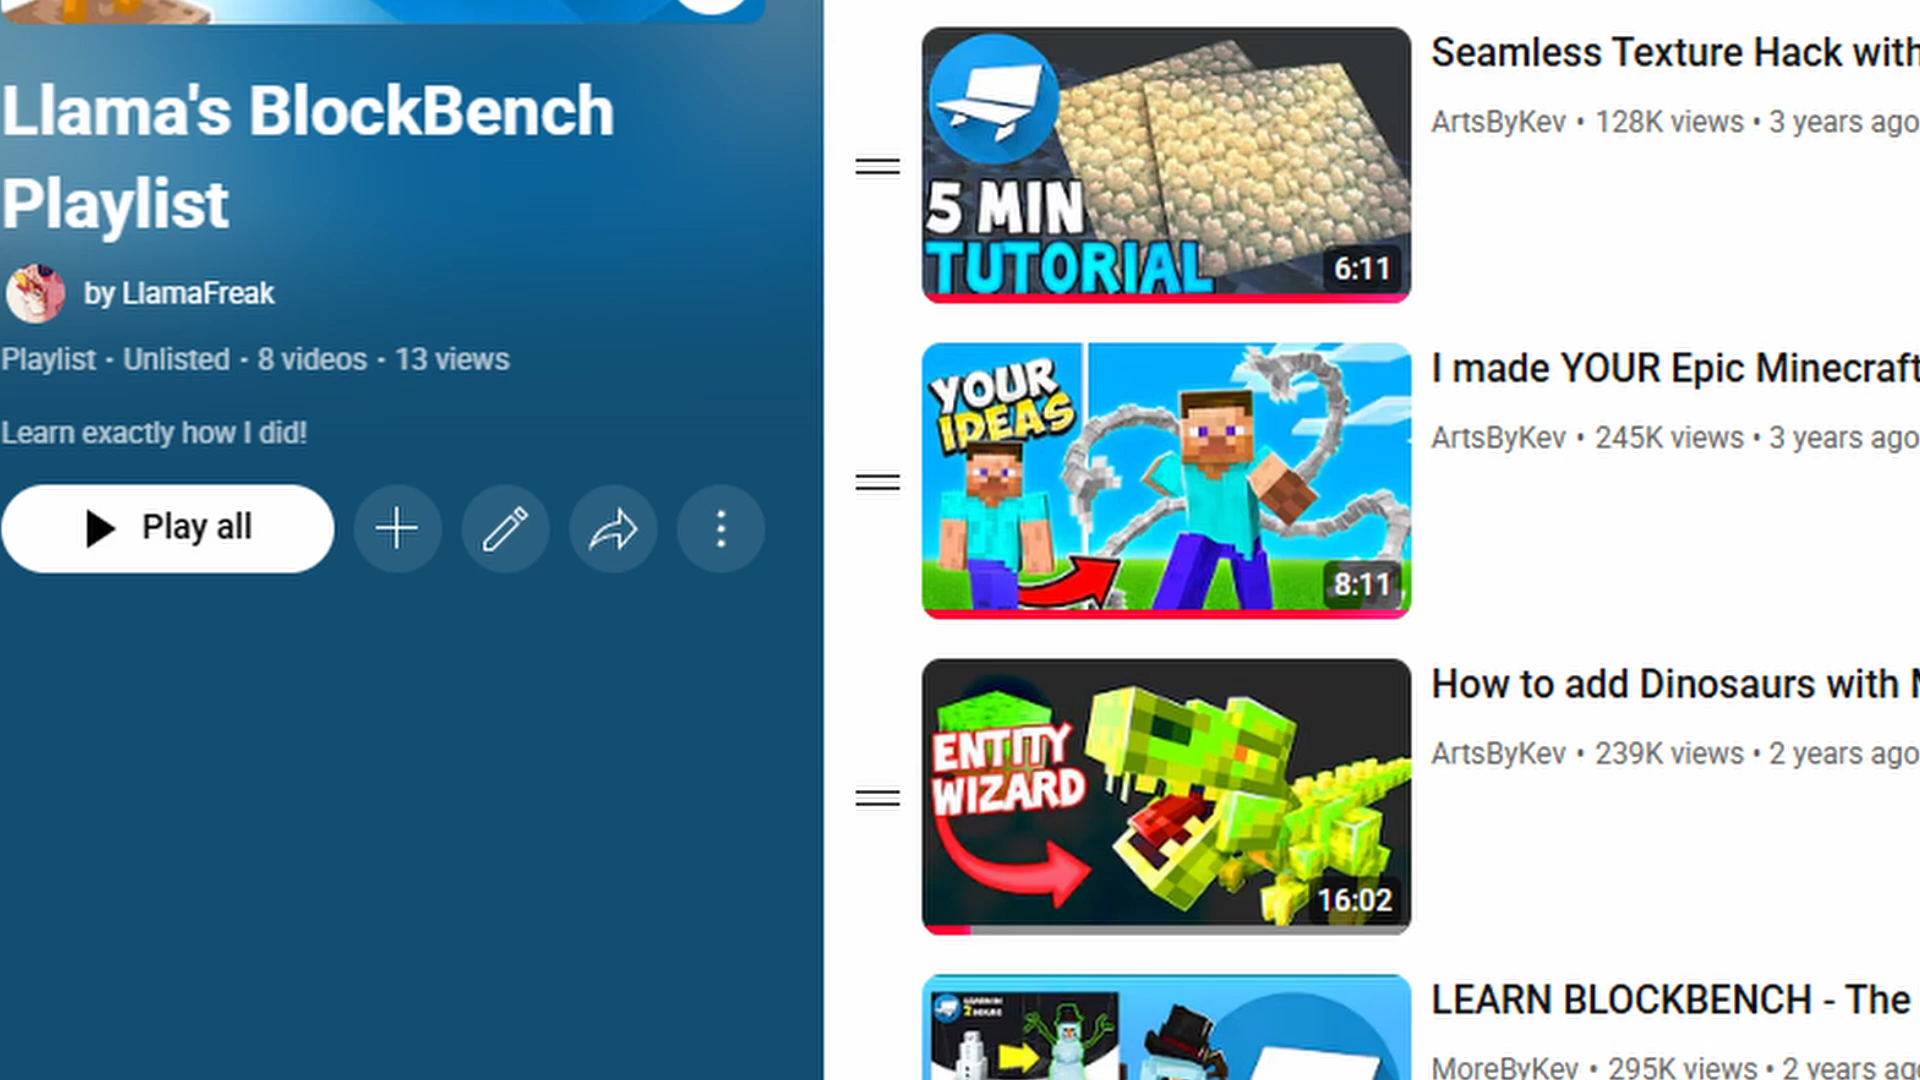 Llama's BlockBench
Playlist
by LlamaFreak
Playlist · Unlisted · 8 videos · 13 views
Learn exactly how I did!
Play all
5 MIN
TUTORIAL
6:11
Seamless Texture Hack with
ArtsByKev • 128K views • 3 years ago
YOUR
IDEAS
8:11
I made YOUR Epic Minecraft
ArtsByKev • 245K views • 3 years ago
ENTITY
WIZARD
16:02
How to add Dinosaurs with
ArtsByKev • 239K views • 2 years ago
LEARN BLOCKBENCH - The
MoreByKev • 295K views • 2 years ago